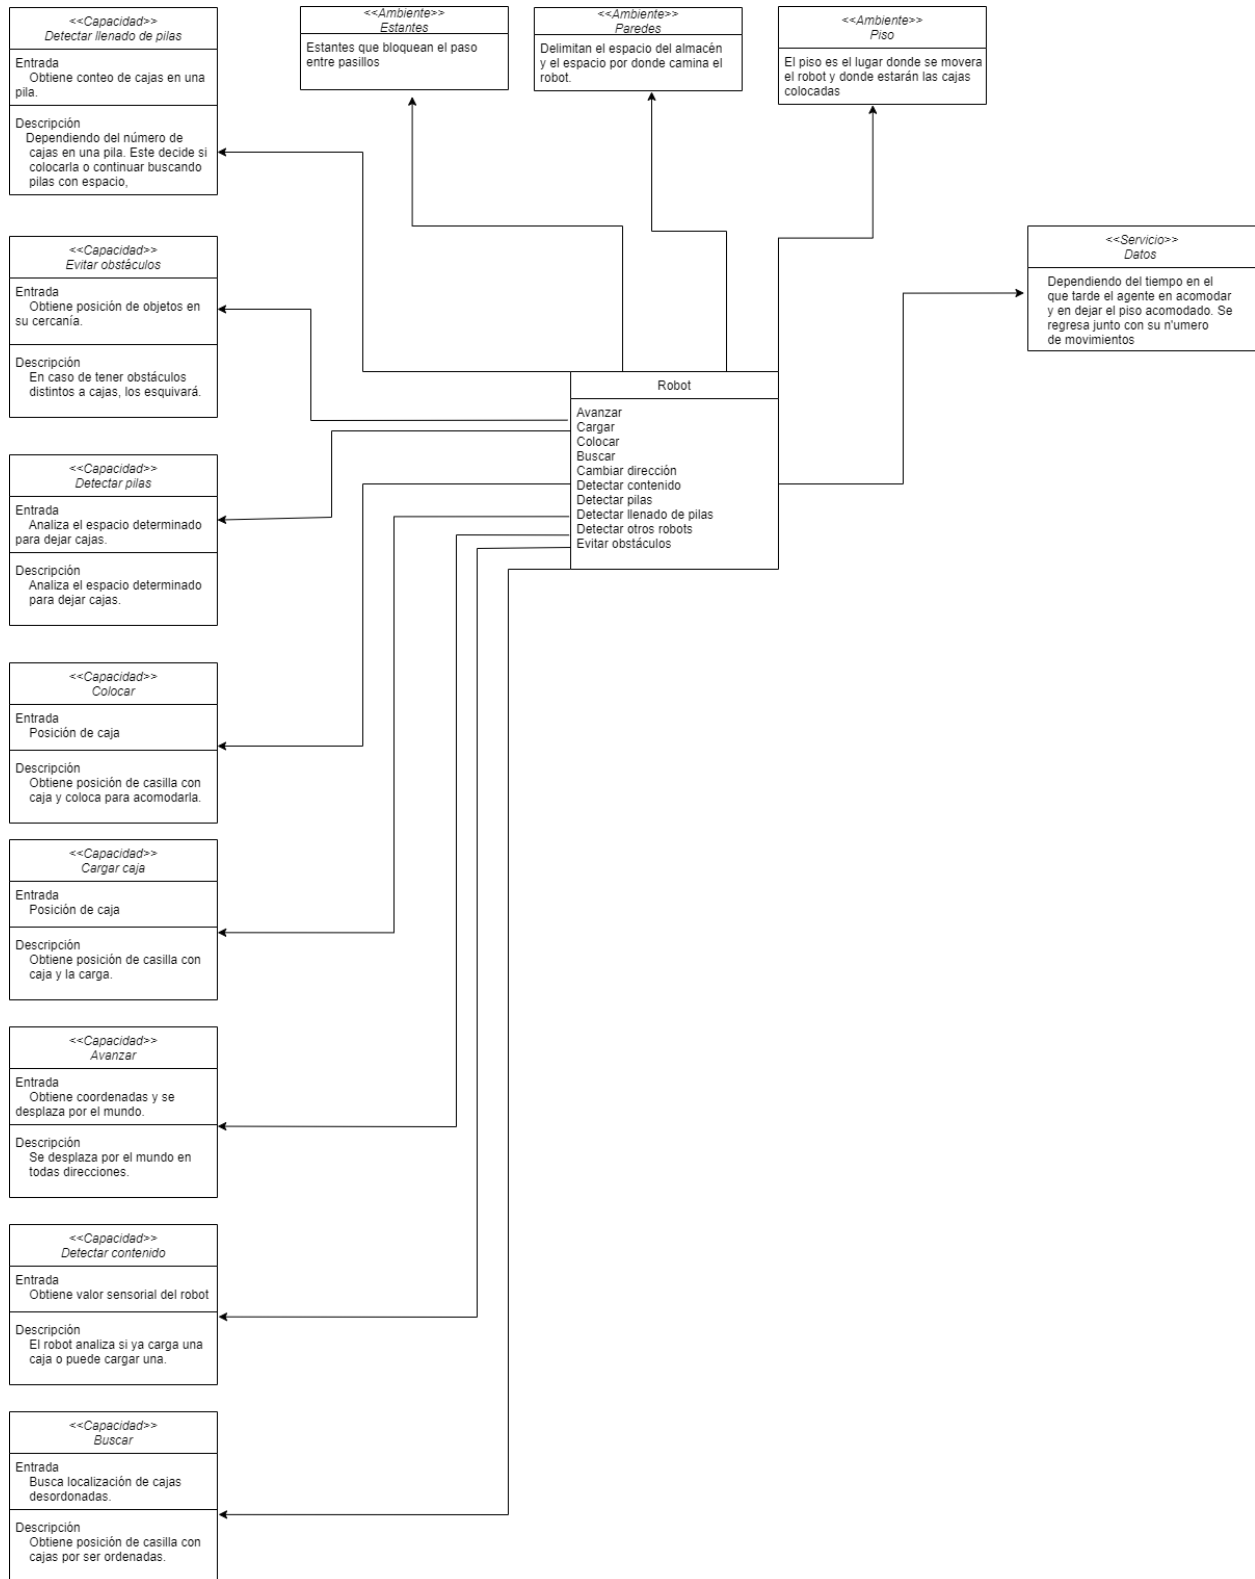 <<Capacidad>>
Detectar llenado de pilas
Entrada
Obtiene conteo de cajas en una
pila.
Descripción
Dependiendo del número de
cajas en una pila. Este decide si
colocarla o continuar buscando
pilas con espacio,
<<Ambiente>>
Estantes
Estantes que bloquean el paso
entre pasillos
<<Ambiente>>
Paredes
Delimitan el espacio del almacén
y el espacio por donde camina el
robot.
<<Ambiente>>
Piso
El piso es el lugar donde se movera
el robot y donde estarán las cajas
colocadas
<<Servicio>>
Datos
Dependiendo del tiempo en el
que tarde el agente en acomodar
y en dejar el piso acomodado. Se
regresa junto con su n'umero
de movimientos
<<Capacidad>>
Evitar obstáculos
Entrada
Obtiene posición de objetos en
su cercanía.
Descripción
En caso de tener obstáculos
distintos a cajas, los esquivará.
Robot
Avanzar
Cargar
Colocar
Buscar
Cambiar dirección
Detectar contenido
Detectar pilas
Detectar llenado de pilas
Detectar otros robots
Evitar obstáculos
<<Capacidad>>
Detectar pilas
Entrada
Analiza el espacio determinado
para dejar cajas.
Descripción
Analiza el espacio determinado
para dejar cajas.
<<Capacidad>>
Colocar
Entrada
Posición de caja
Descripción
Obtiene posición de casilla con
caja y coloca para acomodarla.
<<Capacidad>>
Cargar caja
Entrada
Posición de caja
Descripción
Obtiene posición de casilla con
caja y la carga.
<<Capacidad>>
Avanzar
Entrada
Obtiene coordenadas y se
desplaza por el mundo.
Descripción
Se desplaza por el mundo en
todas direcciones.
<<Capacidad>>
Detectar contenido
Entrada
Obtiene valor sensorial del robot
Descripción
El robot analiza si ya carga una
caja o puede cargar una.
<<Capacidad>>
Buscar
Entrada
Busca localización de cajas
desordonadas.
Descripción
Obtiene posición de casilla con
cajas por ser ordenadas.